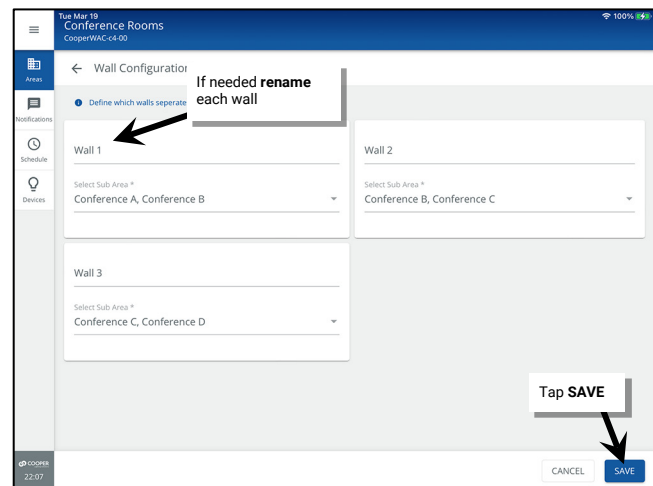 Tue Mar 19
100%
Conference Rooms
CooperWAC-c4-00
Areas
Wall Configuration
If needed rename
each wall
Define which walls seperate
Notifications
Schedule
Devices
Wall 1
Select Sub Area *
Conference A, Conference B
Wall 2
Select Sub Area *
Conference B, Conference C
Wall 3
Select Sub Area *
Conference C, Conference D
Tap SAVE
COOPER
22:07
CANCEL
SAVE